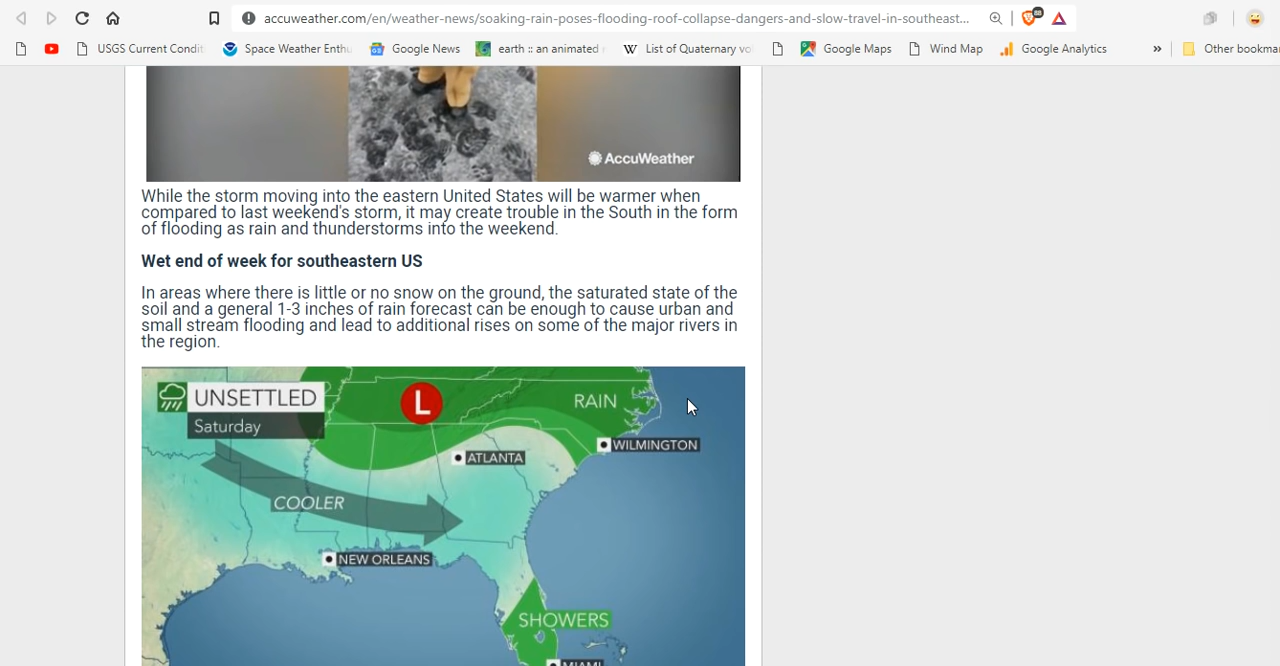 accuweather.com/en/weather-news/soaking-rain-poses-flooding-roof-collapse-dangers-and-slow-travel-in-southeast...
USGS Current Condit
Space Weather Enthu
Google News
earth :: an animated
List of Quaternary vo
Google Maps
Wind Map
Google Analytics
»
Other bookmar
AccuWeather
While the storm moving into the eastern United States will be warmer when
compared to last weekend's storm, it may create trouble in the South in the form
of flooding as rain and thunderstorms into the weekend.
Wet end of week for southeastern US
In areas where there is little or no snow on the ground, the saturated state of the
soil and a general 1-3 inches of rain forecast can be enough to cause urban and
small stream flooding and lead to additional rises on some of the major rivers in
the region.
UNSETTLED
Saturday
L
RAIN
WILMINGTON
ATLANTA
COOLER
NEW ORLEANS
SHOWERS
MIAMI